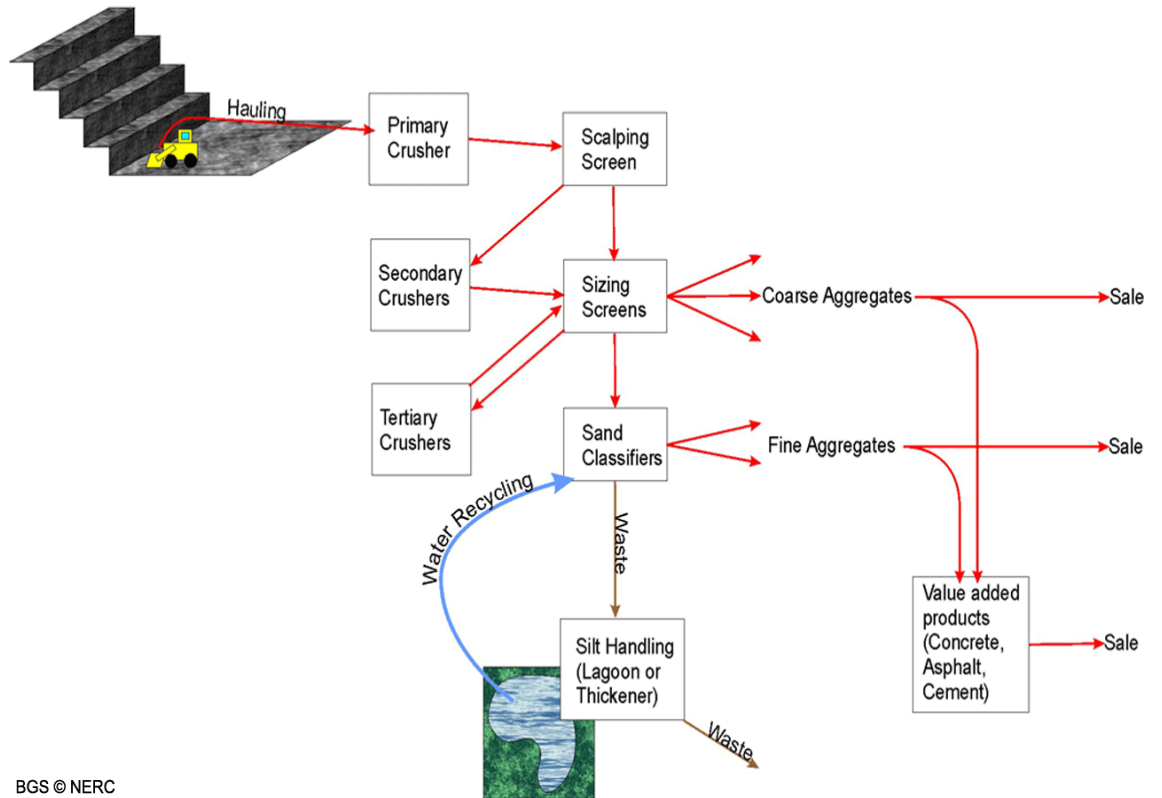 Hauling
Primary
Crusher
Scalping
Screen
Secondary
Crushers
Sizing
Screens
Coarse Aggregates
Sale
Tertiary
Crushers
Sand
Classifiers
Fine Aggregates
Sale
Water Recycling
Waste
Value added
products
(Concrete,
Asphalt,
Cement)
Sale
Silt Handling
(Lagoon or
Thickener)
Waste
BGS © NERC